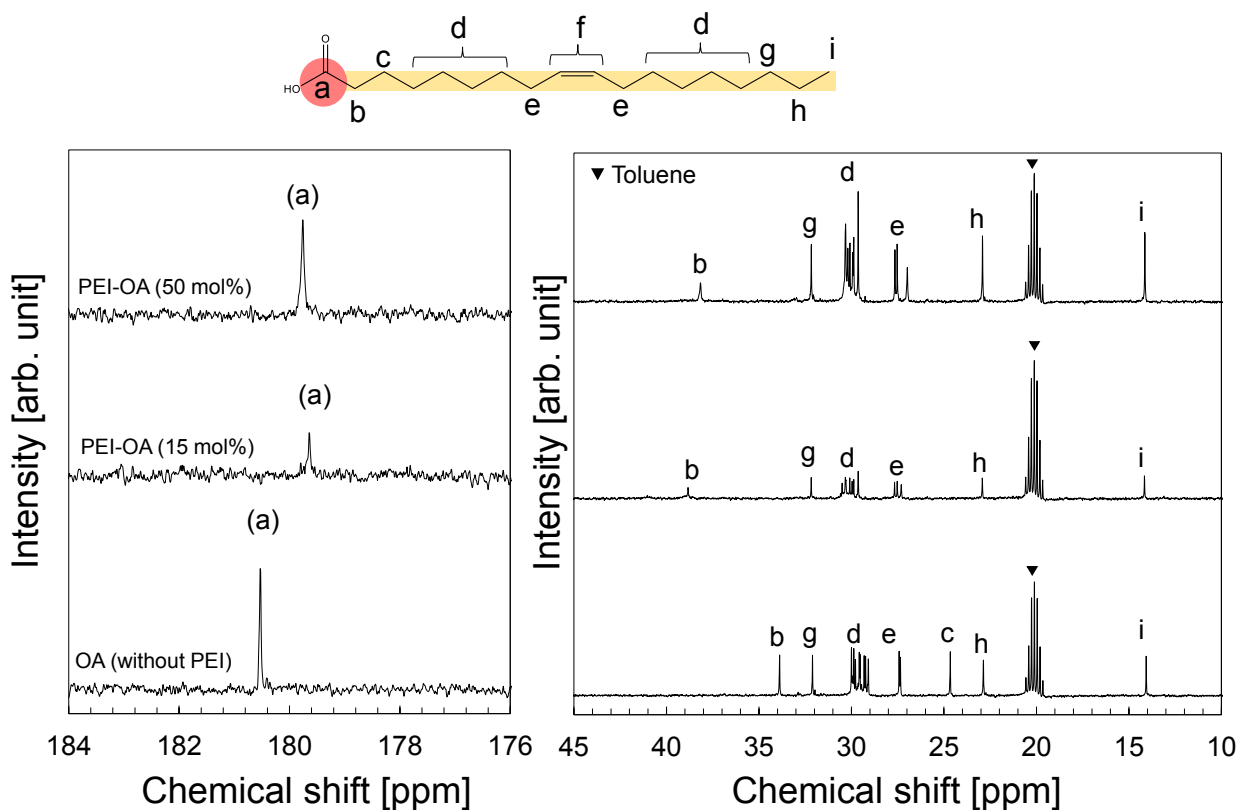 d f d
O
c g i
HO a
b e e h
(a)
PEI-OA (50 mol%)
(a)
PEI-OA (15 mol%)
(a)
OA (without PEI)
Intensity [arb. unit]
184 182 180 178 176
Chemical shift [ppm]
▼ Toluene
b g d e h i
b g d e h i
b g d e c h i
Intensity [arb. unit]
45 40 35 30 25 20 15 10
Chemical shift [ppm]